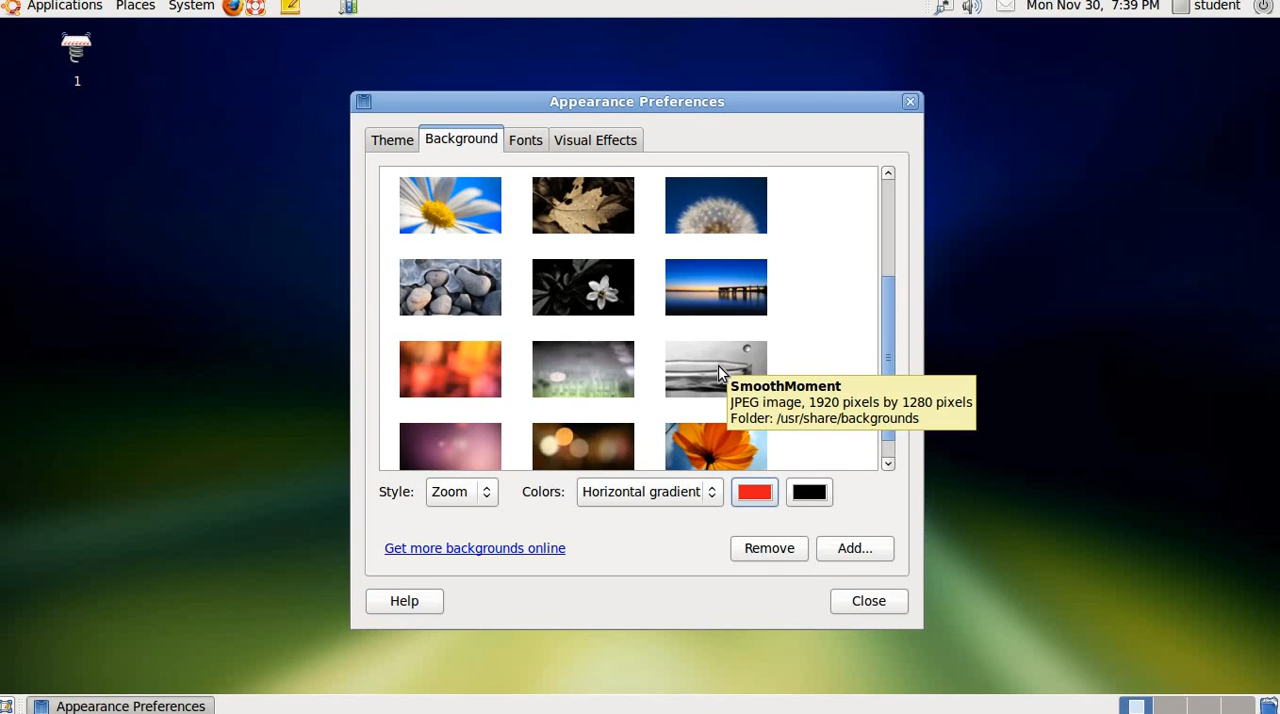 Applications Places System Mon Nov 30, 7:39 PM student
1
Appearance Preferences
Theme Background Fonts Visual Effects
SmoothMoment
JPEG image, 1920 pixels by 1280 pixels
Folder: /usr/share/backgrounds
Style: Zoom Colors: Horizontal gradient
Get more backgrounds online Remove Add...
Help Close
Appearance Preferences